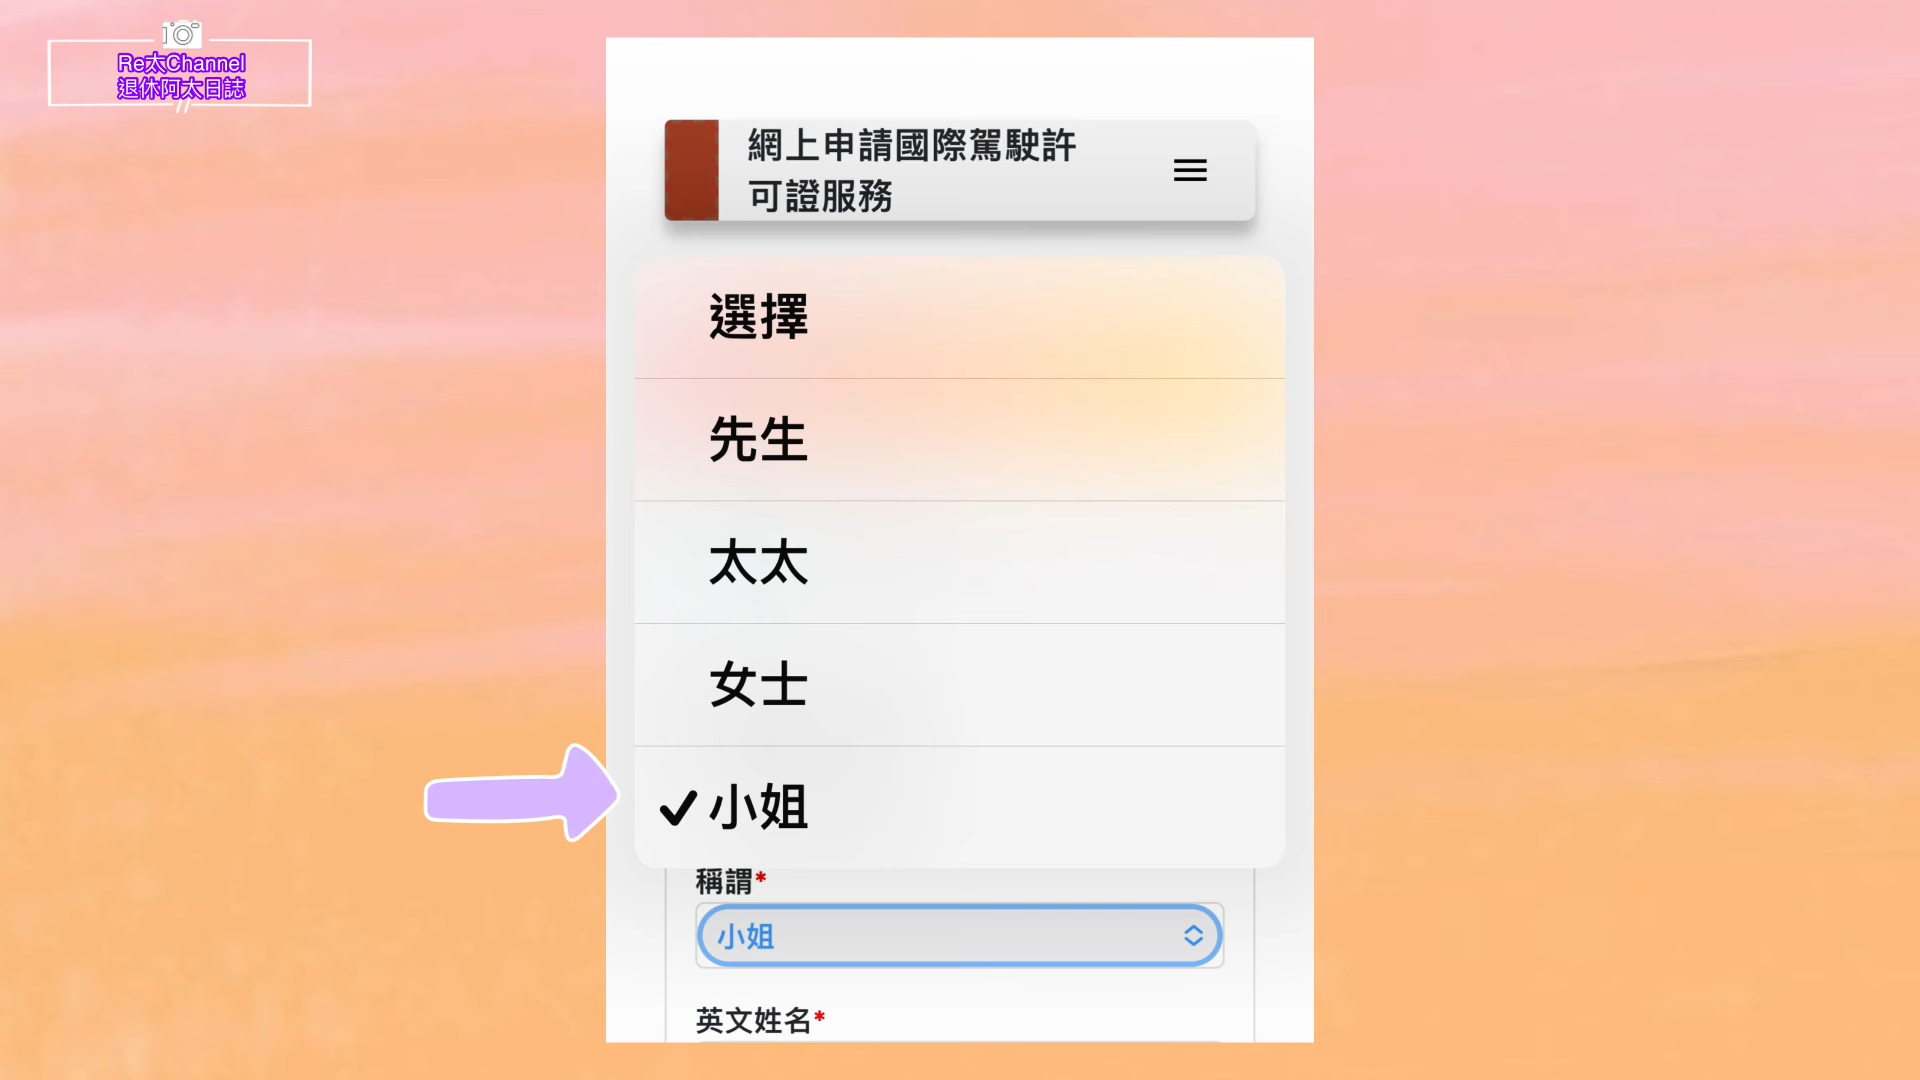 Re太Channel
退休阿太日誌
網上申請國際駕駛許
可證服務
選擇
先生
太太
女士
小姐
稱謂*
小姐
英文姓名*